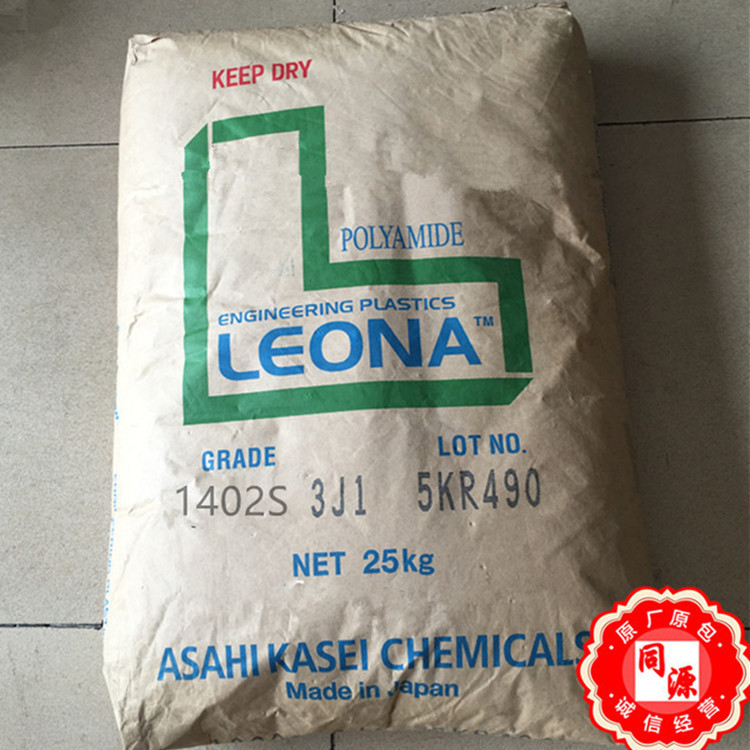 KEEP DRY
POLYAMIDE
ENGINEERING PLASTICS
LEONA™
GRADE LOT NO.
1402S 3J1 5KR490
NET 25kg
ASAHI KASEI CHEMICALS
Made in Japan
原厂原包
同源
诚信经营